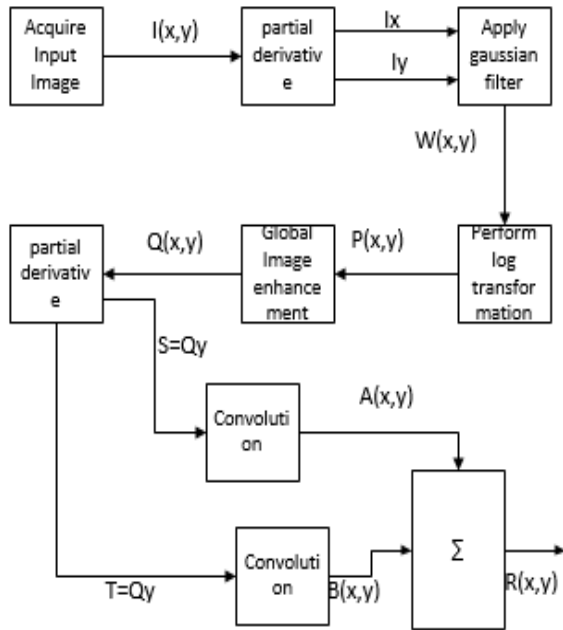 Acquire
Input
Image
I(x,y)
partial
derivativ
e
Ix
Iy
Apply
gaussian
filter
W(x,y)
partial
derivativ
e
Q(x,y)
Global
Image
enhance
ment
P(x,y)
Perform
log
transfor
mation
S=Qy
Convoluti
on
A(x,y)
Σ
T=Qy
Convoluti
on
B(x,y)
R(x,y)